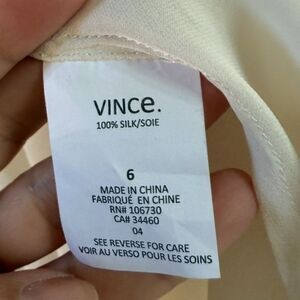 VINCe.
100% SILK/SOIE
6
MADE IN CHINA
FABRIQUÉ EN CHINE
RN# 106730
CA# 34460
04
SEE REVERSE FOR CARE
VOIR AU VERSO POUR LES SOINS